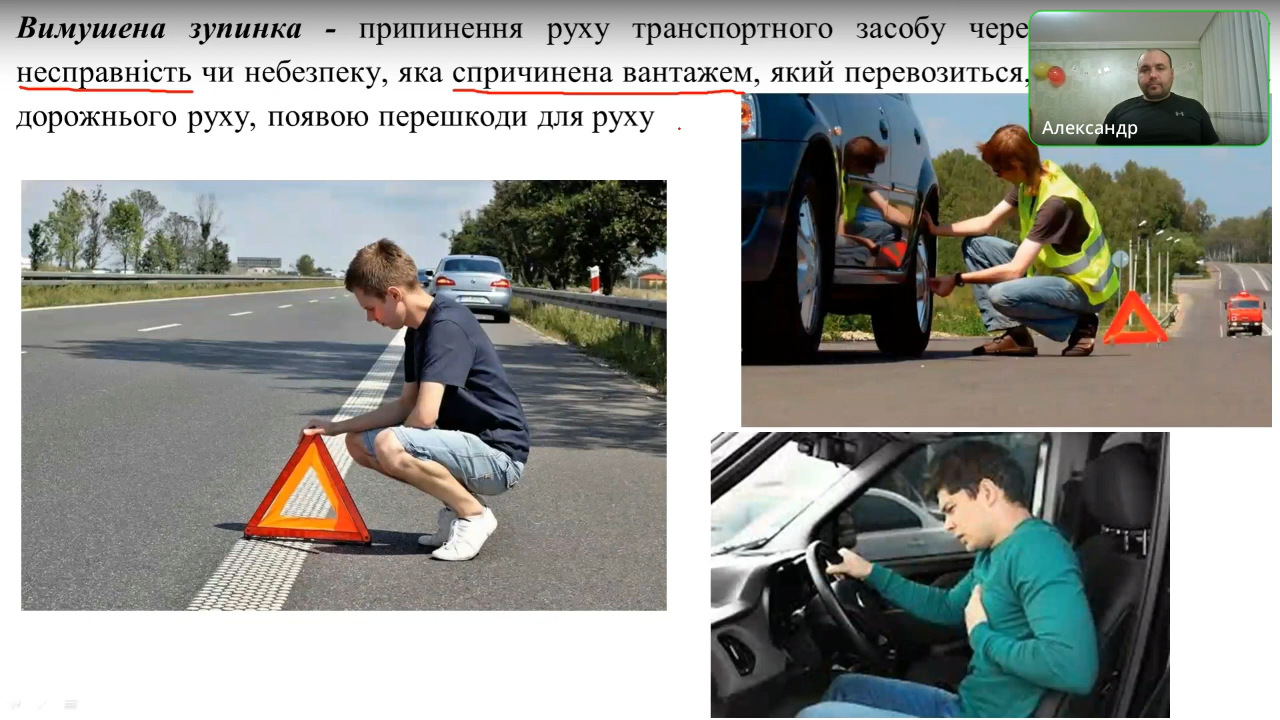 Вимушена зупинка - припинення руху транспортного засобу чере
несправність чи небезпеку, яка спричинена вантажем, який перевозиться,
дорожнього руху, появою перешкоди для руху
Александр